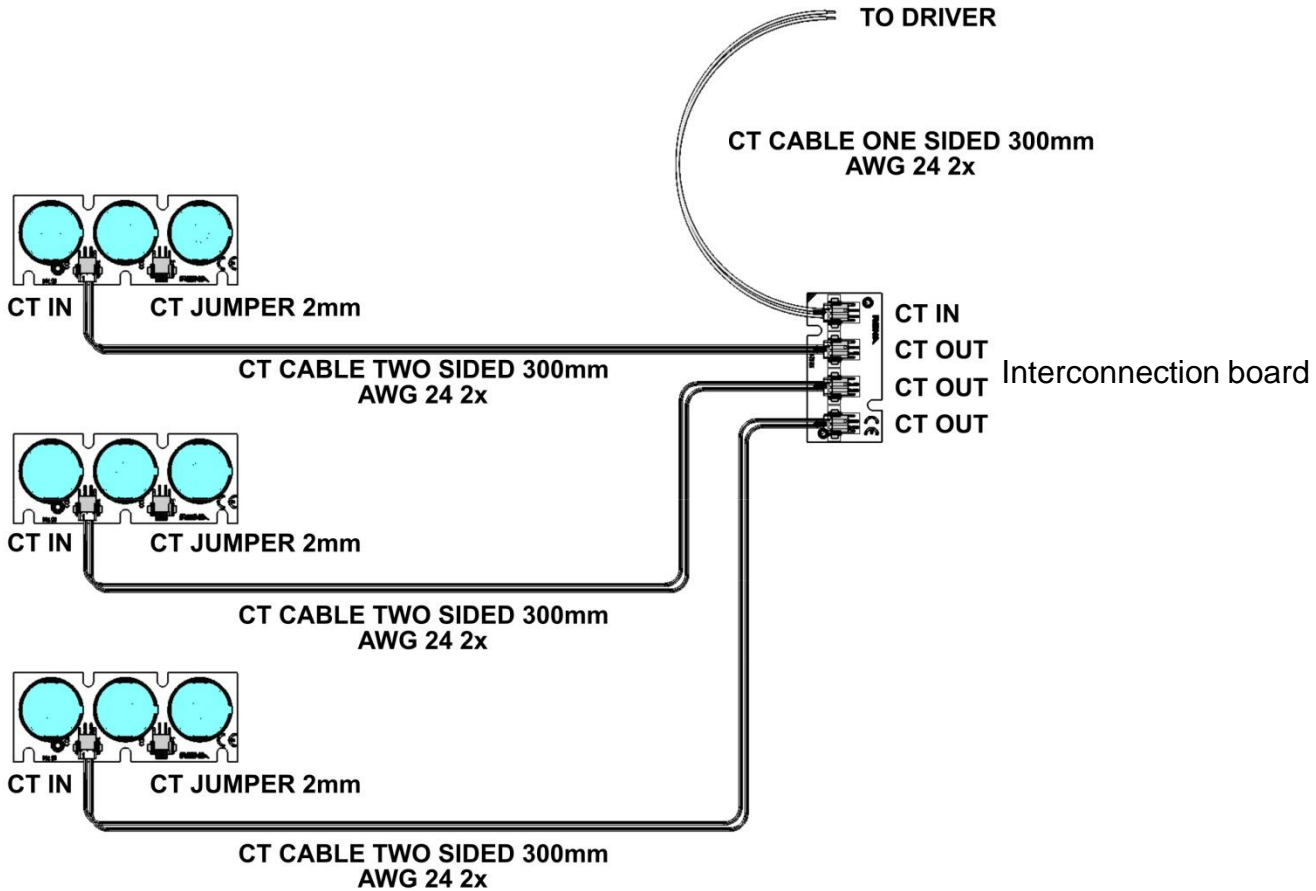 TO DRIVER
CT CABLE ONE SIDED 300mm
AWG 24 2x
CT IN
CT JUMPER 2mm
CT CABLE TWO SIDED 300mm
AWG 24 2x
CT IN
CT OUT
CT OUT
CT OUT
Interconnection board
CT IN
CT JUMPER 2mm
CT CABLE TWO SIDED 300mm
AWG 24 2x
CT IN
CT JUMPER 2mm
CT CABLE TWO SIDED 300mm
AWG 24 2x